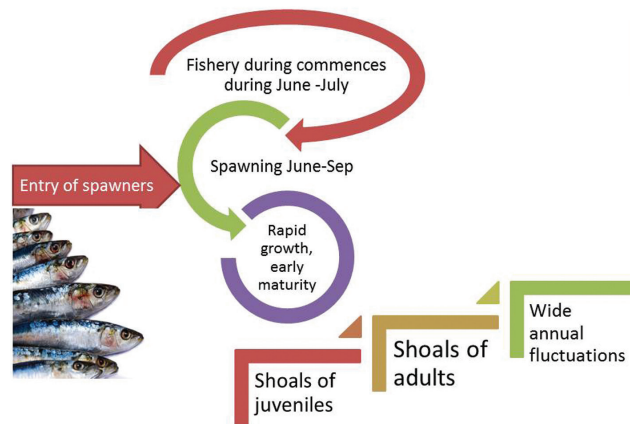 Fishery during commences
during June -July
Spawning June-Sep
Entry of spawners
Rapid
growth,
early
maturity
Shoals of
juveniles
Shoals of
adults
Wide
annual
fluctuations